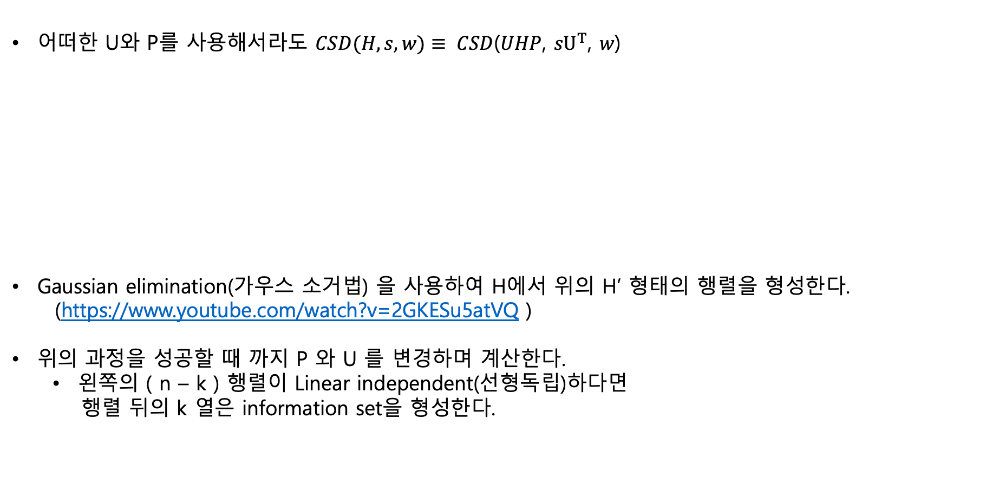 • 어떠한 U와 P를 사용해서라도 CSD(H, s, w) ≡ CSD(UHP, sUᵀ, w)
• Gaussian elimination(가우스 소거법) 을 사용하여 H에서 위의 H’ 형태의 행렬을 형성한다.
(https://www.youtube.com/watch?v=2GKESu5atVQ )
• 위의 과정을 성공할 때 까지 P 와 U 를 변경하며 계산한다.
• 왼쪽의 ( n – k ) 행렬이 Linear independent(선형독립)하다면
행렬 뒤의 k 열은 information set을 형성한다.